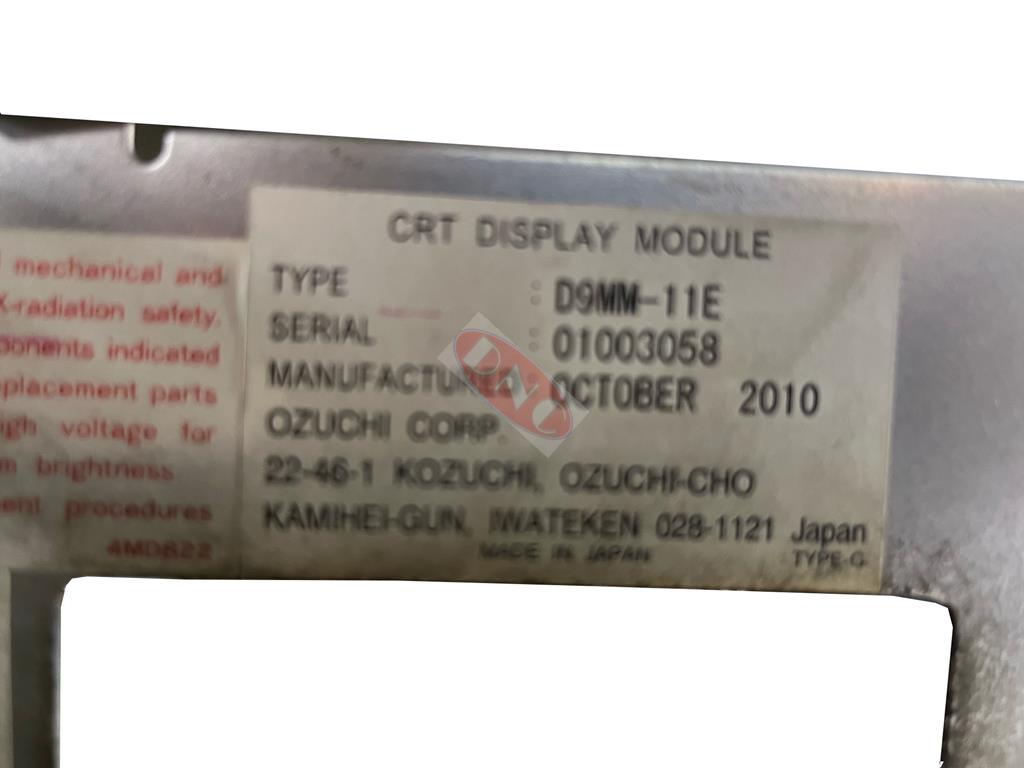 mechanical and
X-radiation safety.
ponents indicated
placement parts
igh voltage for
m brightness
ent procedures
4MD822
CRT DISPLAY MODULE
TYPE : D9MM-11E
SERIAL : 01003058
MANUFACTURED : OCTOBER 2010
OZUCHI CORP.
22-46-1 KOZUCHI, OZUCHI-CHO
KAMIHEI-GUN, IWATEKEN 028-1121 Japan
MADE IN JAPAN TYPE-G
DNC